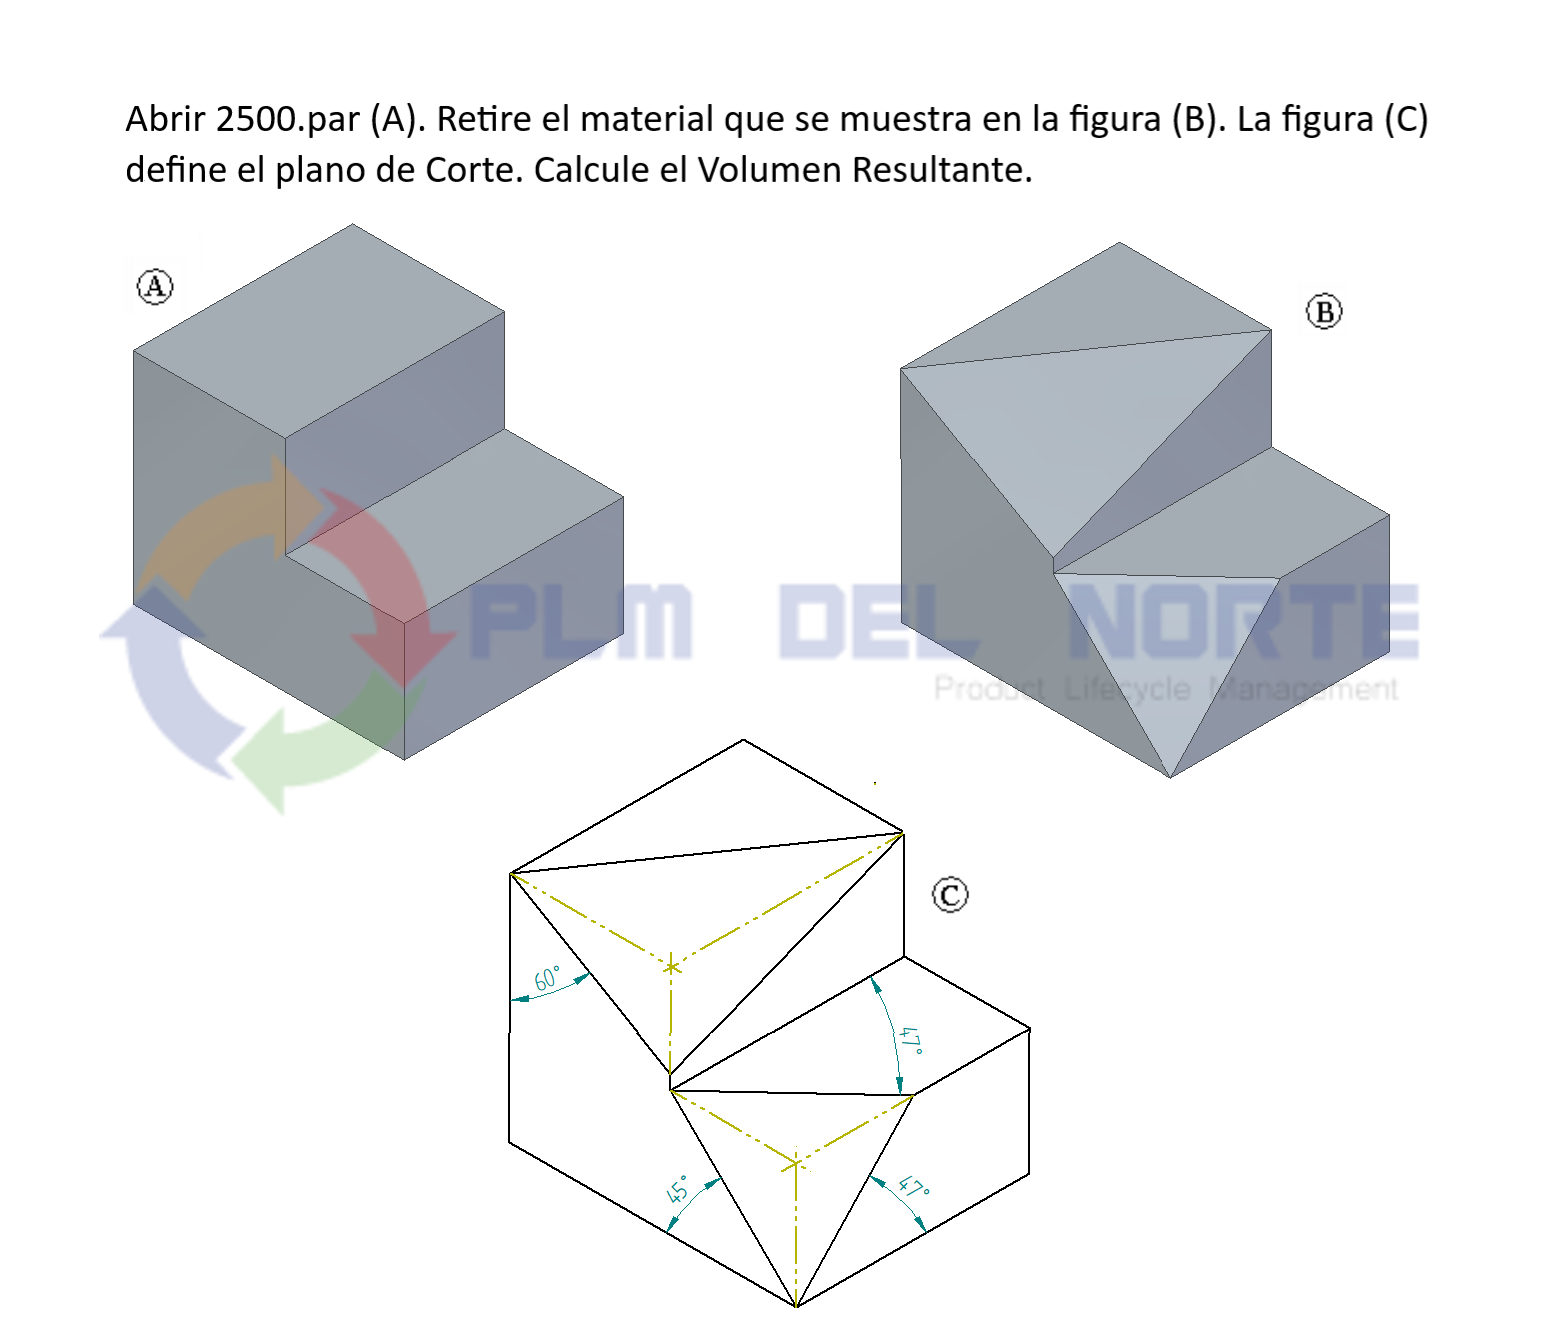 Abrir 2500.par (A). Retire el material que se muestra en la figura (B). La figura (C)
define el plano de Corte. Calcule el Volumen Resultante.
A
B
PLM DEL NORTE
Product Lifecycle Management
C
60°
47°
45°
47°